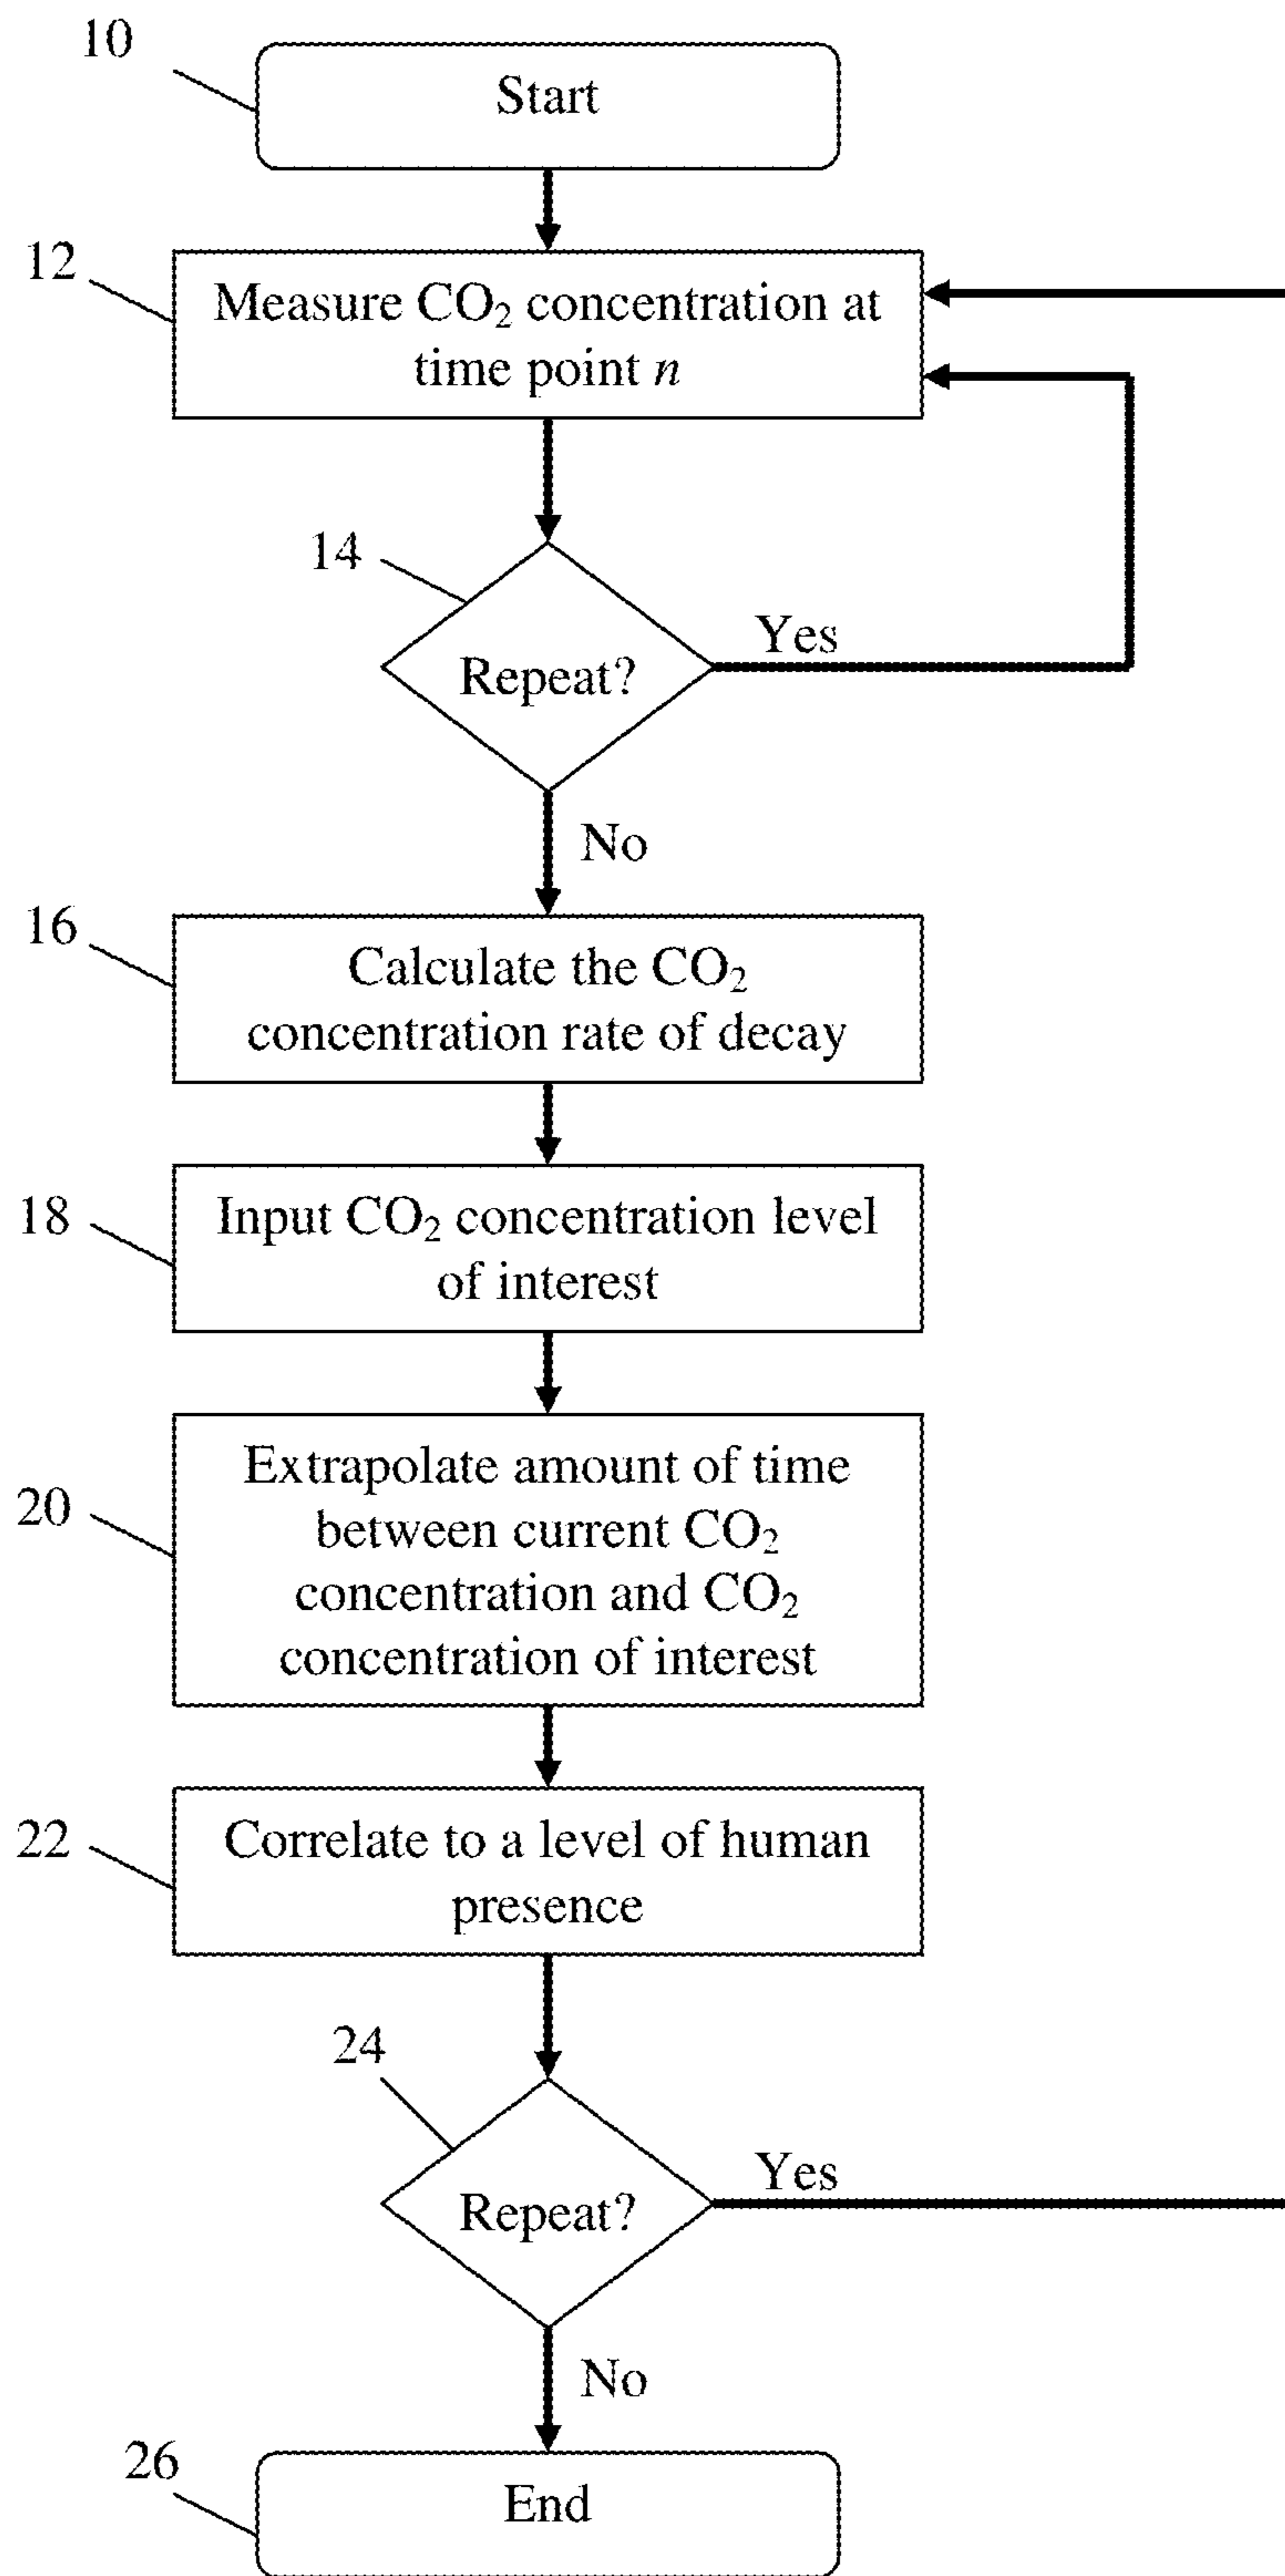 10
Start
12
Measure CO₂ concentration at
time point n
14
Repeat?
Yes
No
16
Calculate the CO₂
concentration rate of decay
18
Input CO₂ concentration level
of interest
20
Extrapolate amount of time
between current CO₂
concentration and CO₂
concentration of interest
22
Correlate to a level of human
presence
24
Repeat?
Yes
No
26
End